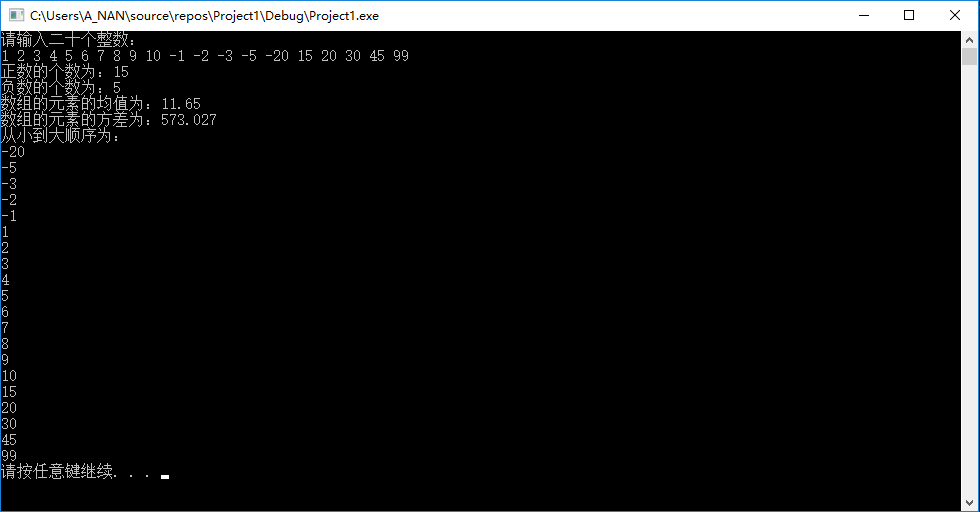 C:\Users\A_NAN\source\repos\Project1\Debug\Project1.exe
请输入二十个整数：
1 2 3 4 5 6 7 8 9 10 -1 -2 -3 -5 -20 15 20 30 45 99
正数的个数为：15
负数的个数为：5
数组的元素的均值为：11.65
数组的元素的方差为：573.027
从小到大顺序为：
-20
-5
-3
-2
-1
1
2
3
4
5
6
7
8
9
10
15
20
30
45
99
请按任意键继续. . .